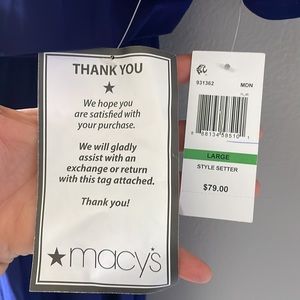 THANK YOU
★
We hope you
are satisfied with
your purchase.
We will gladly
assist with an
exchange or return
with this tag attached.
Thank you!
★macy's
931362 MON
LARGE
STYLE SETTER
$79.00